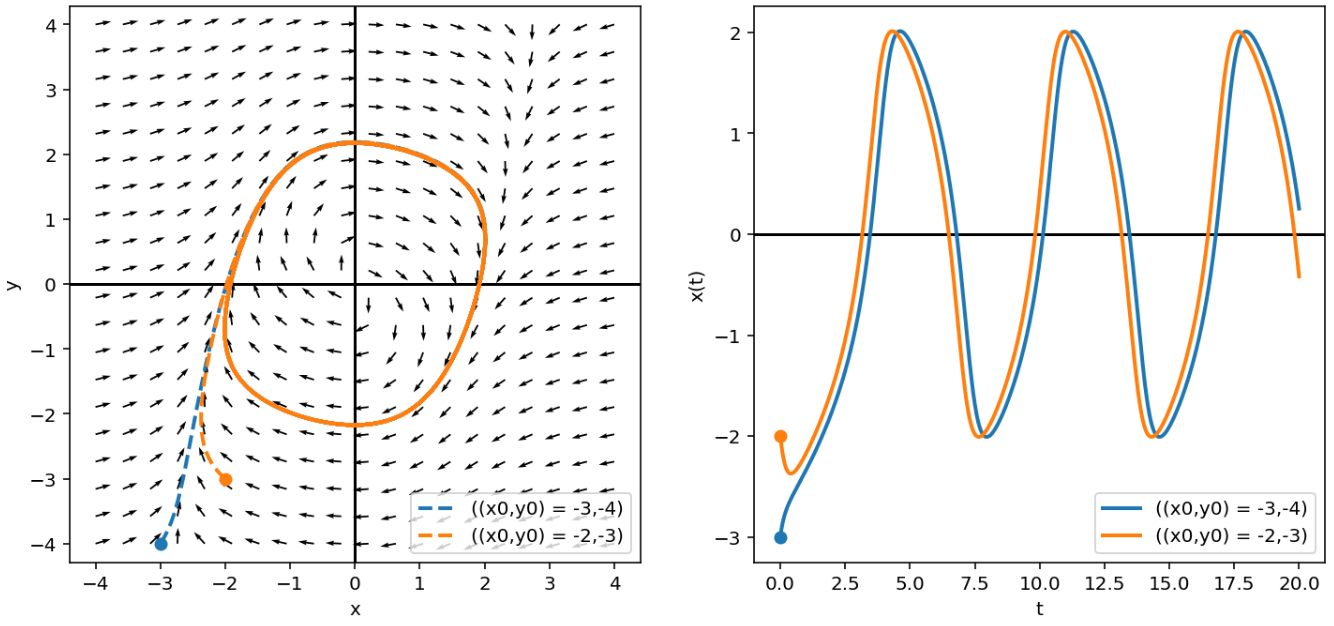 4
3
2
1
0
−1
−2
−3
−4
y
−4 −3 −2 −1 0 1 2 3 4
x
((x0,y0) = -3,-4)
((x0,y0) = -2,-3)
2
1
0
−1
−2
−3
x(t)
0.0 2.5 5.0 7.5 10.0 12.5 15.0 17.5 20.0
t
((x0,y0) = -3,-4)
((x0,y0) = -2,-3)